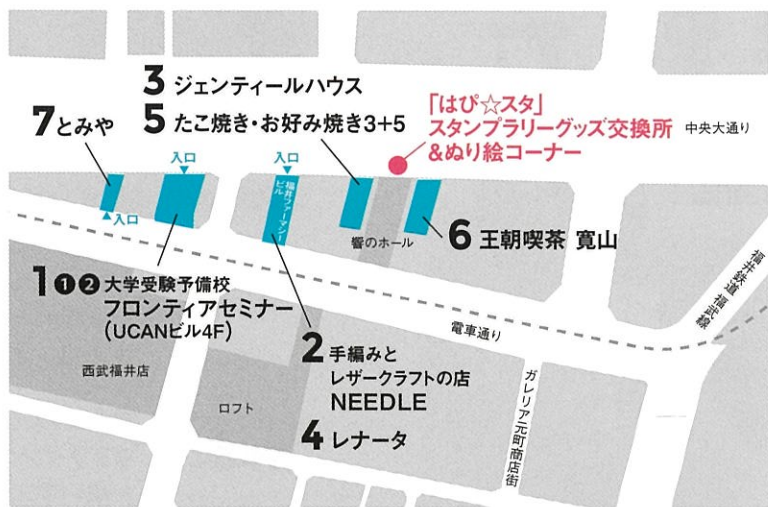 3 ジェンティールハウス
5 たこ焼き・お好み焼き3+5
「はぴ☆スタ」
スタンプラリーグッズ交換所
&ぬり絵コーナー
中央大通り
7とみや
入口
入口
入口
福井ファーマシー
ビル
響のホール
6 王朝喫茶 寛山
1❶❷ 大学受験予備校
フロンティアセミナー
(UCANビル4F)
福井鉄道 福武線
電車通り
2 手編みと
レザークラフトの店
NEEDLE
4 レナータ
西武福井店
ロフト
ガレリア元町商店街